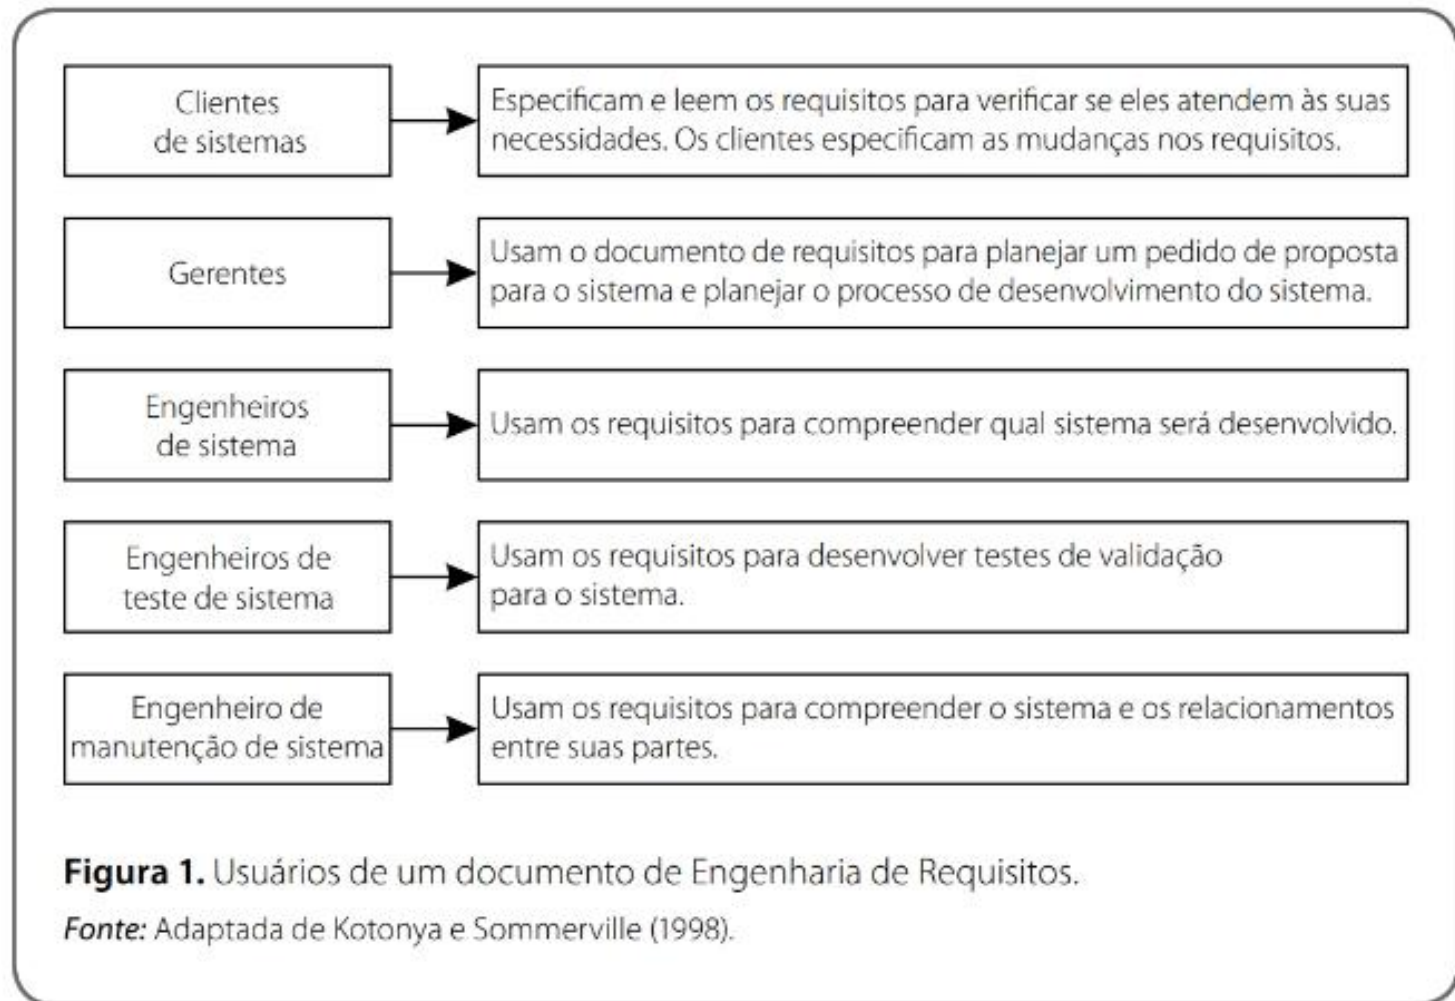 Clientes
de sistemas
Especificam e leem os requisitos para verificar se eles atendem às suas
necessidades. Os clientes especificam as mudanças nos requisitos.
Gerentes
Usam o documento de requisitos para planejar um pedido de proposta
para o sistema e planejar o processo de desenvolvimento do sistema.
Engenheiros
de sistema
Usam os requisitos para compreender qual sistema será desenvolvido.
Engenheiros de
teste de sistema
Usam os requisitos para desenvolver testes de validação
para o sistema.
Engenheiro de
manutenção de sistema
Usam os requisitos para compreender o sistema e os relacionamentos
entre suas partes.
Figura 1. Usuários de um documento de Engenharia de Requisitos.
Fonte: Adaptada de Kotonya e Sommerville (1998).